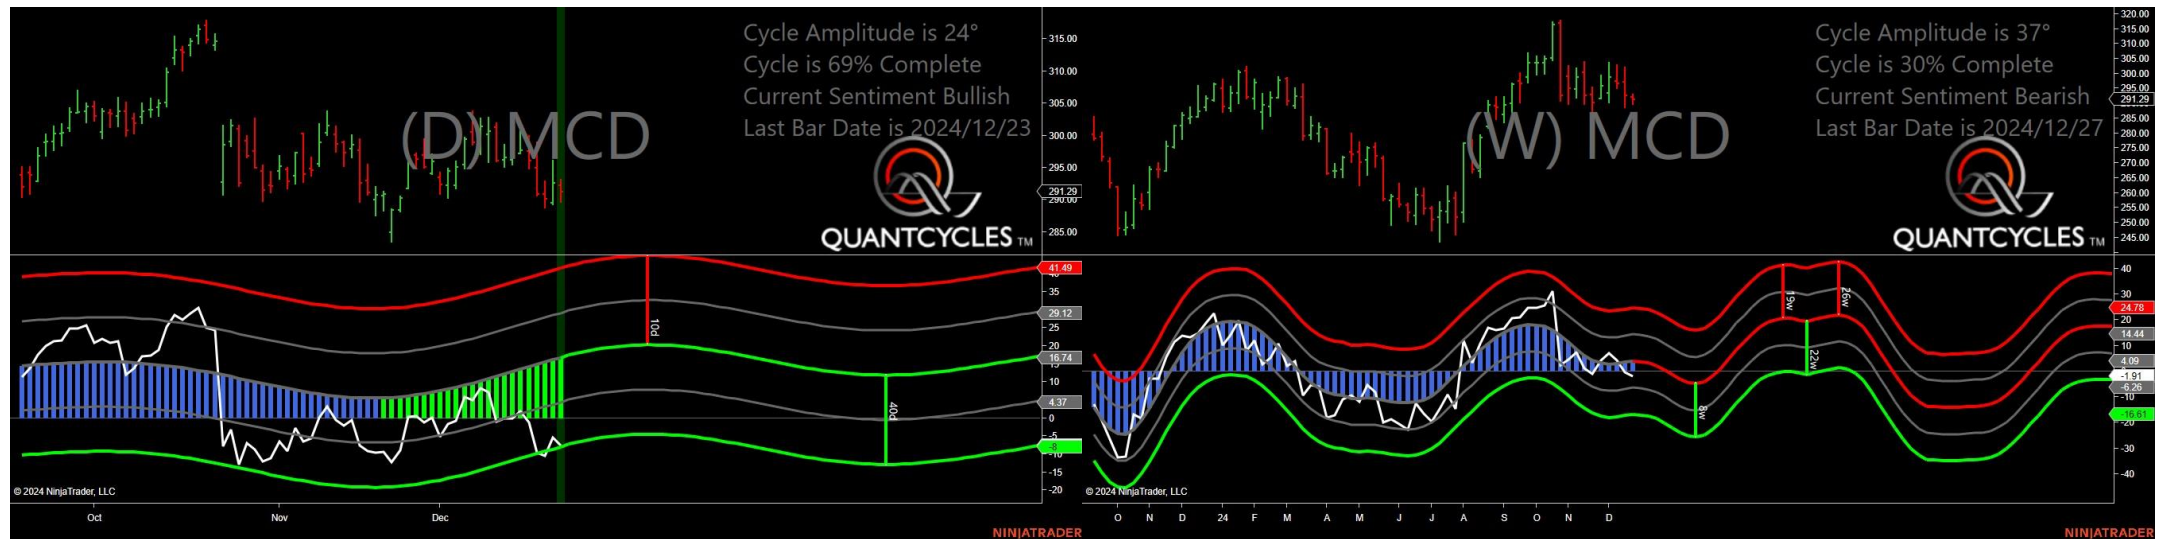 Cycle Amplitude is 24°
Cycle is 69% Complete
Current Sentiment Bullish
Last Bar Date is 2024/12/23
(D) MCD
QUANTCYCLES TM
315.00
310.00
305.00
300.00
295.00
291.29
290.00
285.00
41.49
35
29.12
25
20
16.74
10
4.37
0
-5
-15
-20
10d
40d
© 2024 NinjaTrader, LLC
Oct
Nov
Dec
NINJATRADER
Cycle Amplitude is 37°
Cycle is 30% Complete
Current Sentiment Bearish
Last Bar Date is 2024/12/27
(W) MCD
QUANTCYCLES TM
320.00
315.00
310.00
305.00
300.00
295.00
291.29
285.00
280.00
275.00
270.00
265.00
260.00
255.00
250.00
245.00
40
30
24.78
20
14.44
10
4.09
-1.91
-6.26
-10
-16.61
-20
-30
-40
19w
26w
22w
8w
© 2024 NinjaTrader, LLC
O N D 24 F M A M J J A S O N D
NINJATRADER